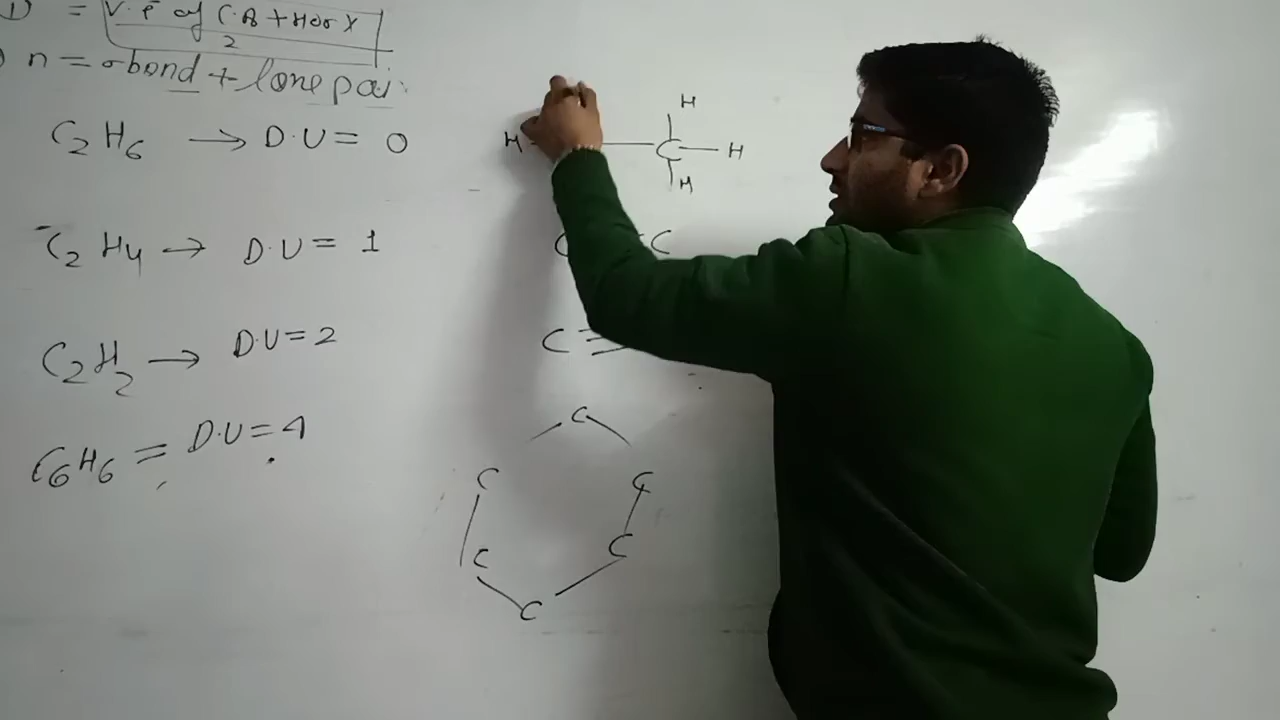 = V.P of C.A + H or X
2
n = σ bond + lone pair
C2H6 → D.U = 0
C2H4 → D.U = 1
C2H2 → D.U = 2
C6H6 = D.U = 4
H
H C H
H
C C
C ≡
C
C C
C C
C